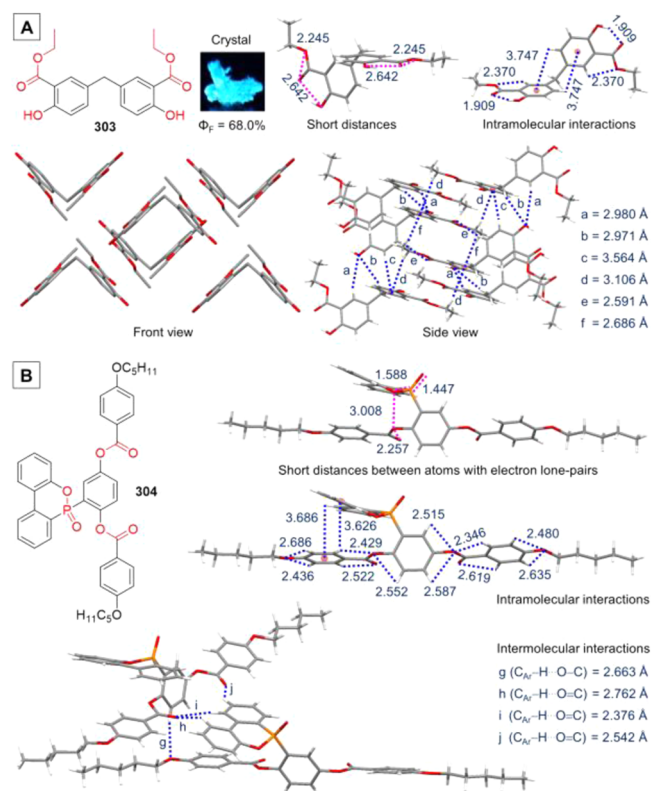 A
Crystal
O
O
O
O
HO
OH
303
ΦF = 68.0%
2.245
2.245
2.642
2.642
Short distances
1.909
3.747
2.370
2.370
1.909
3.747
Intramolecular interactions
Front view
d
d
b
a
b
a
f
e
f
a
b
c
e
a
b
d
d
Side view
a = 2.980 Å
b = 2.971 Å
c = 3.564 Å
d = 3.106 Å
e = 2.591 Å
f = 2.686 Å
B
OC5H11
O
O
304
O
P
O
O
O
H11C5O
1.588
1.447
3.008
2.257
Short distances between atoms with electron lone-pairs
3.686
3.626
2.515
2.686
2.429
2.346
2.480
2.436
2.522
2.552
2.587
2.619
2.635
Intramolecular interactions
j
i
h
g
Intermolecular interactions
g (CAr–H O–C) = 2.663 Å
h (CAr–H O=C) = 2.762 Å
i (CAr–H O=C) = 2.376 Å
j (CAr–H O=C) = 2.542 Å